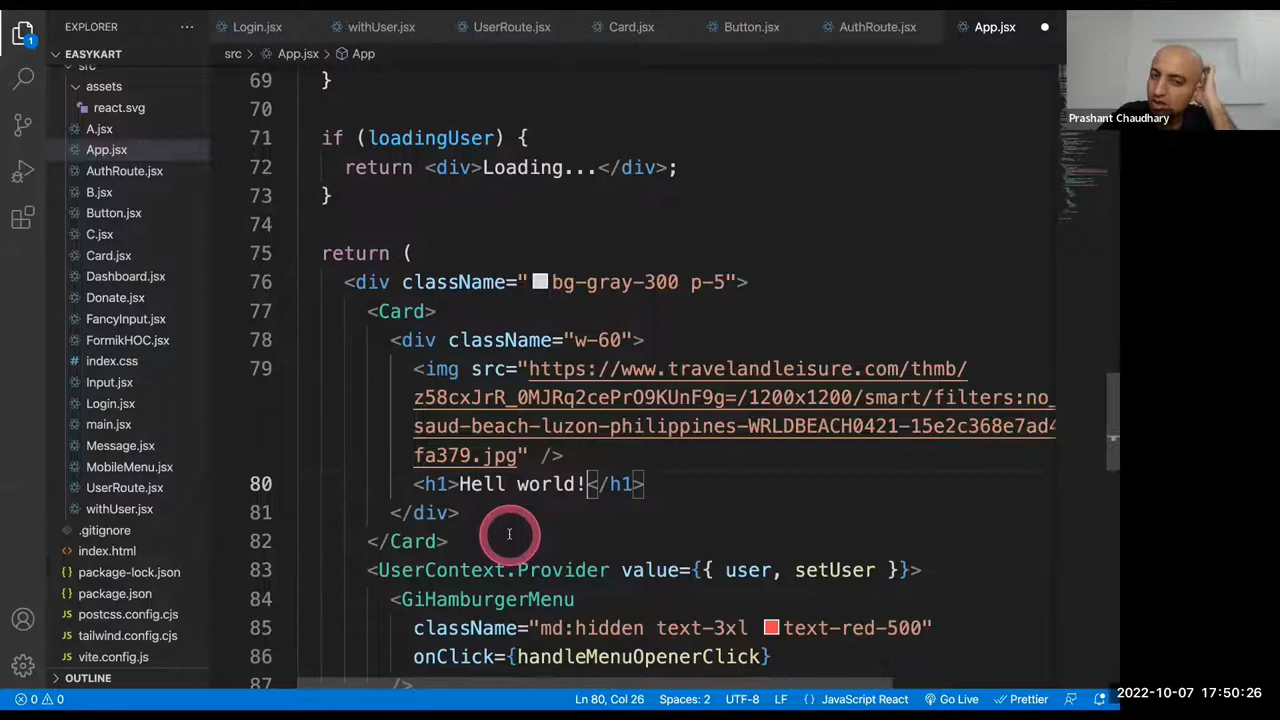 EXPLORER
Login.jsx
withUser.jsx
UserRoute.jsx
Card.jsx
Button.jsx
AuthRoute.jsx
App.jsx
EASYKART
src > App.jsx > App
src
assets
react.svg
A.jsx
App.jsx
AuthRoute.jsx
B.jsx
Button.jsx
C.jsx
Card.jsx
Dashboard.jsx
Donate.jsx
FancyInput.jsx
FormikHOC.jsx
index.css
Input.jsx
Login.jsx
main.jsx
Message.jsx
MobileMenu.jsx
UserRoute.jsx
withUser.jsx
.gitignore
index.html
package-lock.json
package.json
JS postcss.config.cjs
JS tailwind.config.cjs
JS vite.config.js
OUTLINE
1
69 }
70
71 if (loadingUser) {
72 return <div>Loading...</div>;
73 }
74
75 return (
76 <div className="bg-gray-300 p-5">
77 <Card>
78 <div className="w-60">
79 <img src="https://www.travelandleisure.com/thmb/
z58cxJrR_0MJRq2cePrO9KUnF9g=/1200x1200/smart/filters:no_
saud-beach-luzon-philippines-WRLDBEACH0421-15e2c368e7ad4
fa379.jpg" />
80 <h1>Hell world!</h1>
81 </div>
82 </Card>
83 <UserContext.Provider value={{ user, setUser }}>
84 <GiHamburgerMenu
85 className="md:hidden text-3xl text-red-500"
86 onClick={handleMenuOpenerClick}
87 />
Prashant Chaudhary
0 0
Ln 80, Col 26
Spaces: 2
UTF-8
LF
{ } JavaScript React
Go Live
Prettier
2022-10-07 17:50:26